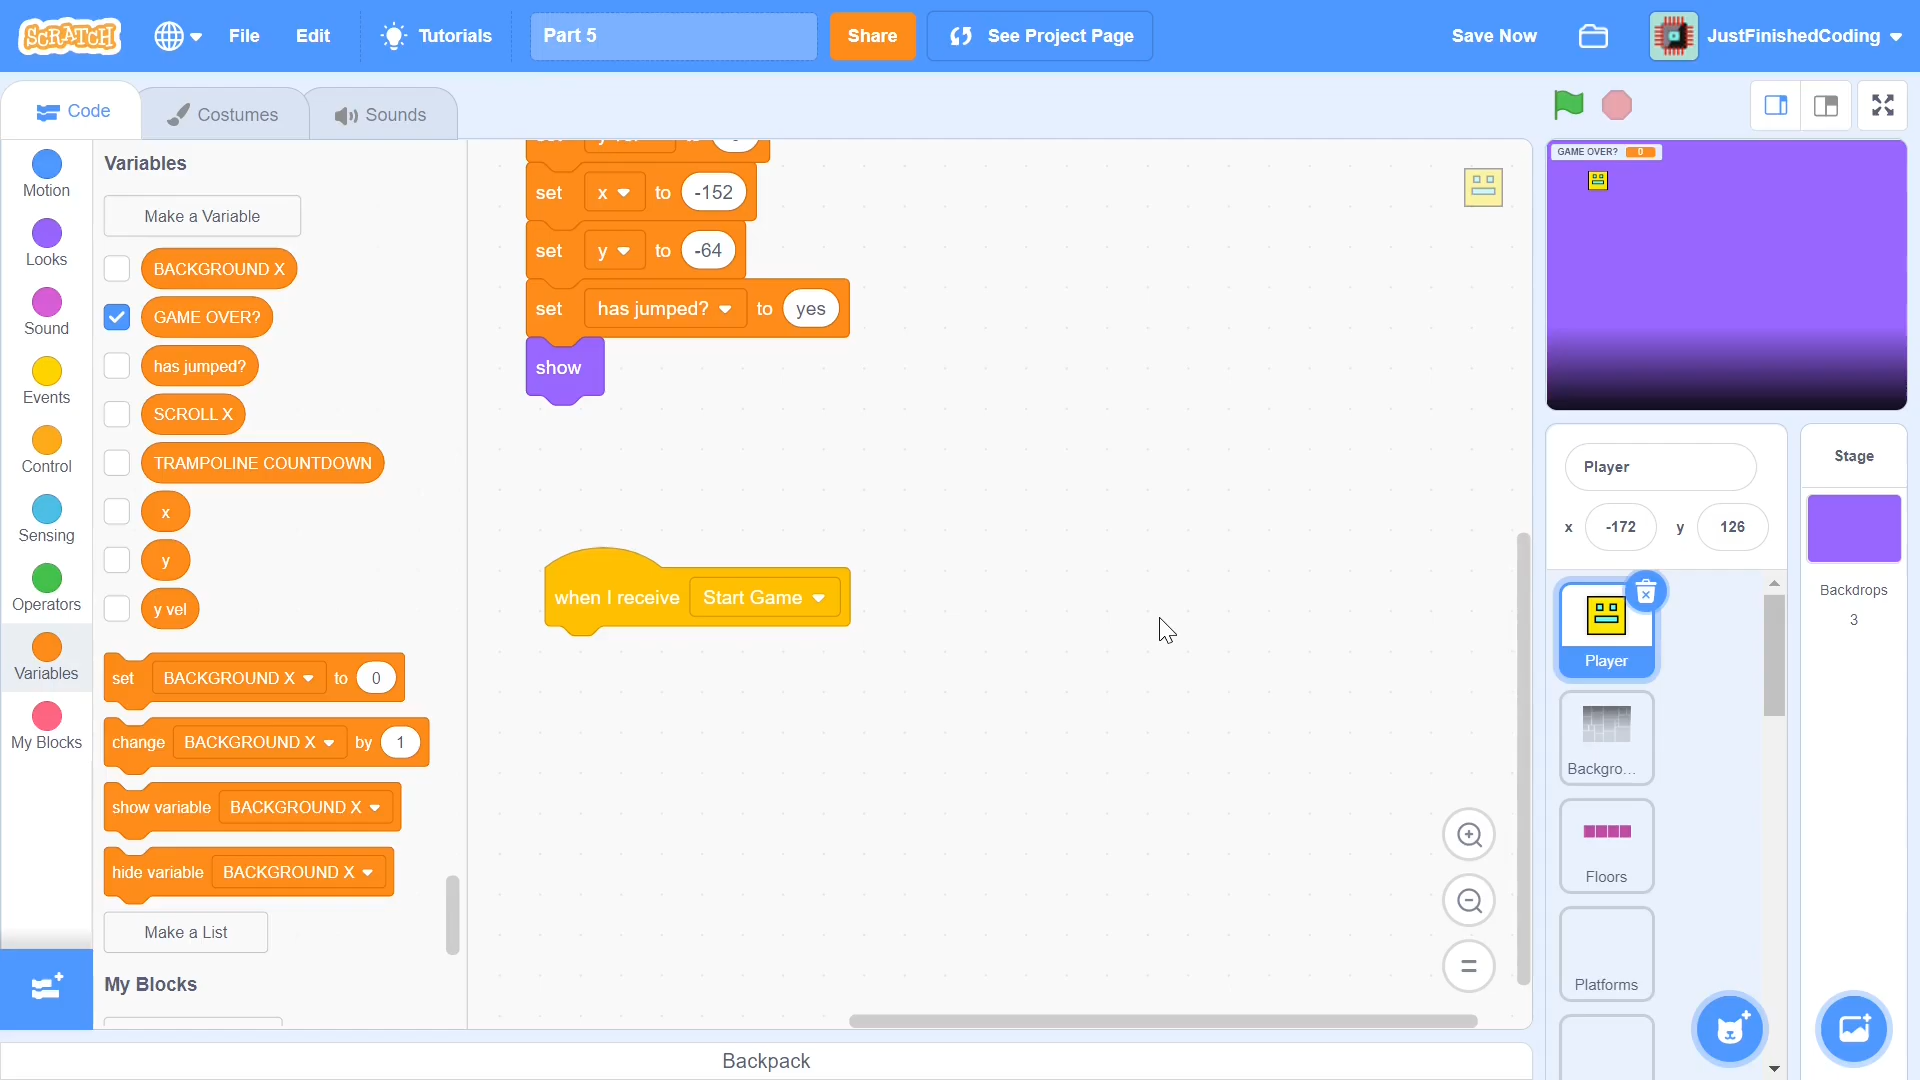 SCRATCH
File
Edit
Tutorials
Part 5
Share
See Project Page
Save Now
JustFinishedCoding
Code
Costumes
Sounds
Motion
Looks
Sound
Events
Control
Sensing
Operators
Variables
My Blocks
Variables
Make a Variable
BACKGROUND X
GAME OVER?
has jumped?
SCROLL X
TRAMPOLINE COUNTDOWN
x
y
y vel
set BACKGROUND X to 0
change BACKGROUND X by 1
show variable BACKGROUND X
hide variable BACKGROUND X
Make a List
My Blocks
set x to -152
set y to -64
set has jumped? to yes
show
when I receive Start Game
GAME OVER? 0
Player
x -172 y 126
Player
Backgro...
Floors
Platforms
Stage
Backdrops
3
Backpack